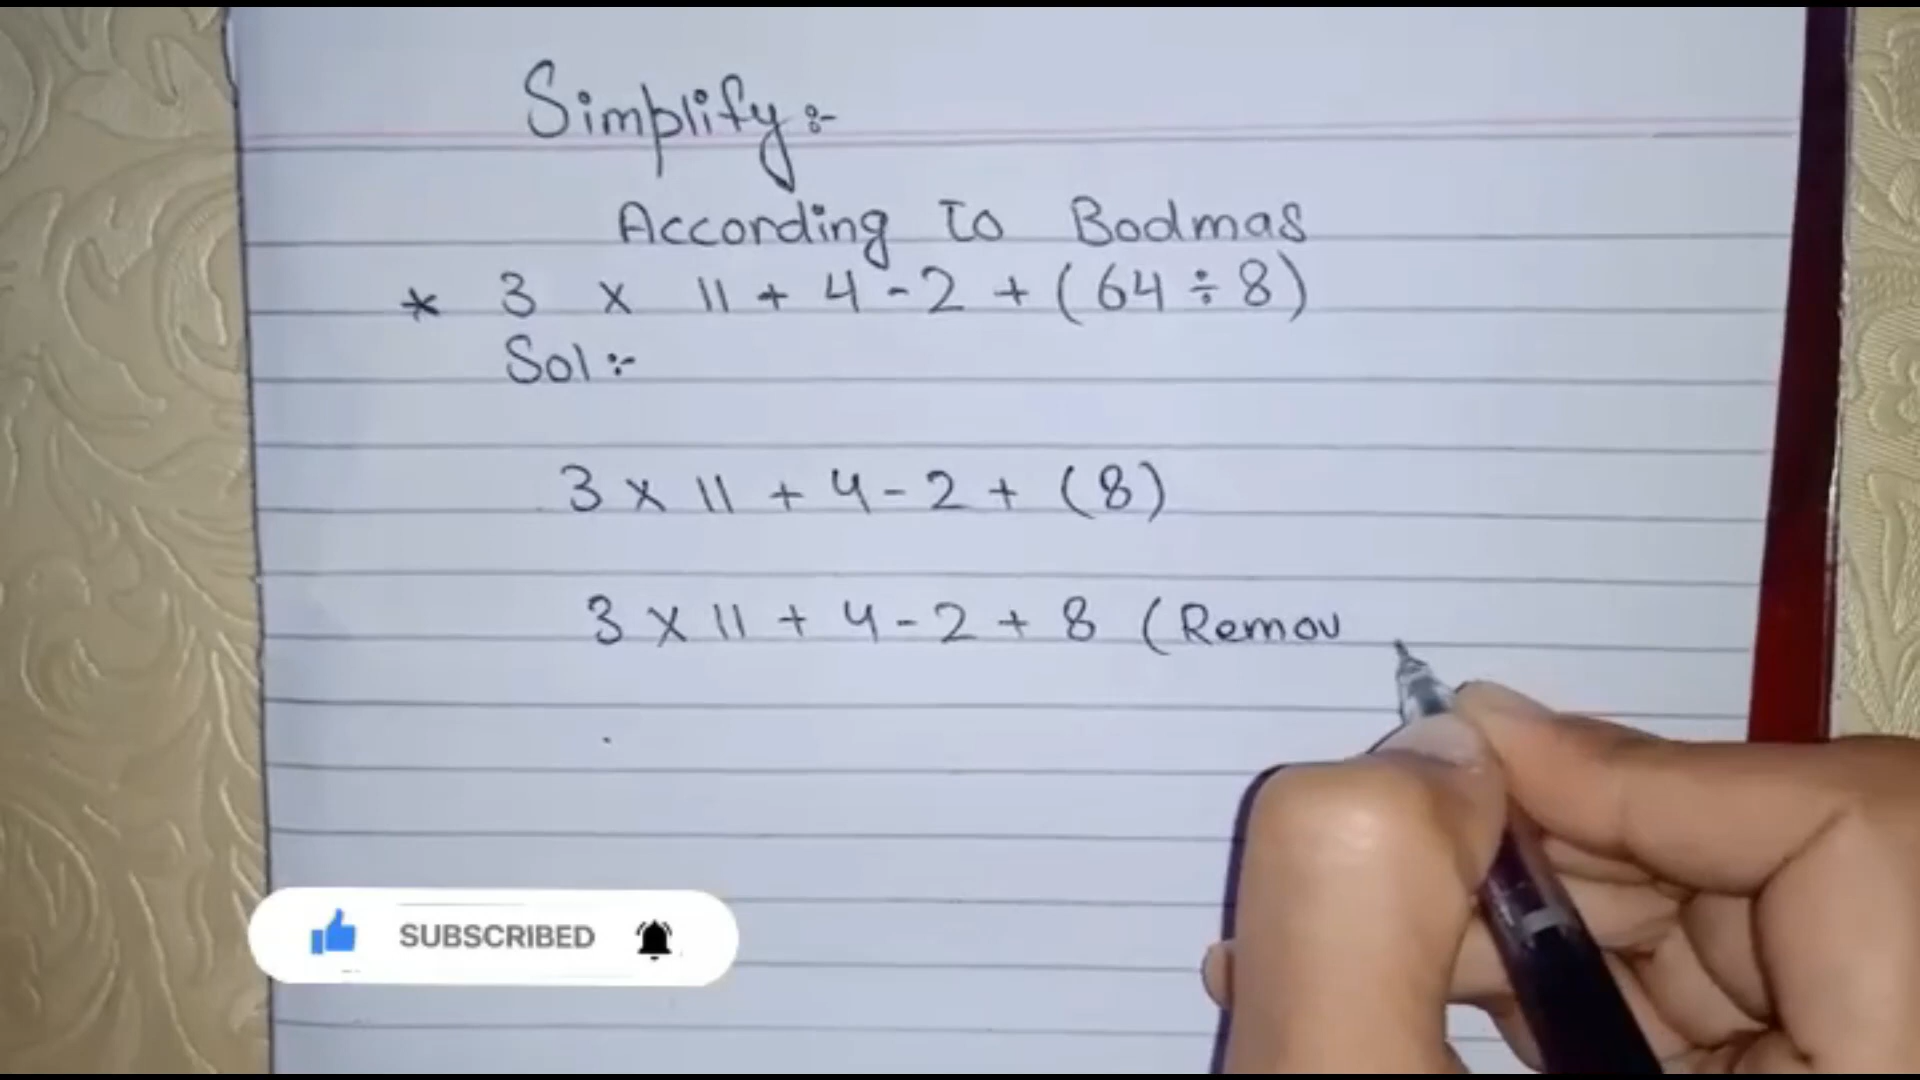 Simplify:-
According to Bodmas
* 3 x 11 + 4 - 2 + (64 ÷ 8)
Sol:-
3 x 11 + 4 - 2 + (8)
3 x 11 + 4 - 2 + 8 (Remov
SUBSCRIBED